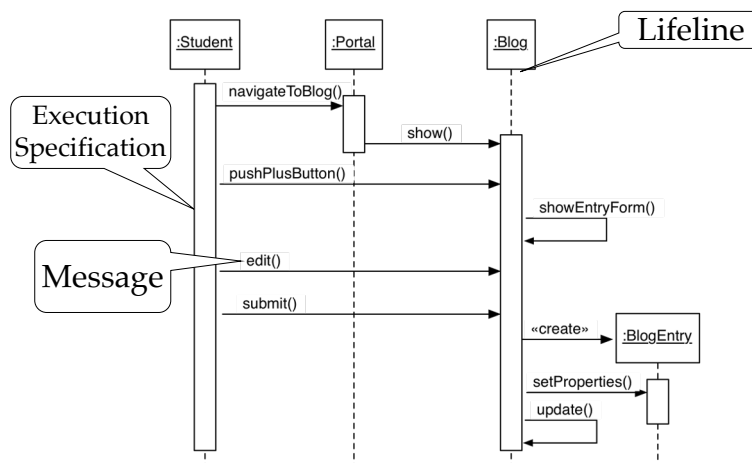 :Student
:Portal
:Blog
Lifeline
navigateToBlog()
Execution
Specification
show()
pushPlusButton()
showEntryForm()
Message
edit()
submit()
«create»
:BlogEntry
setProperties()
update()